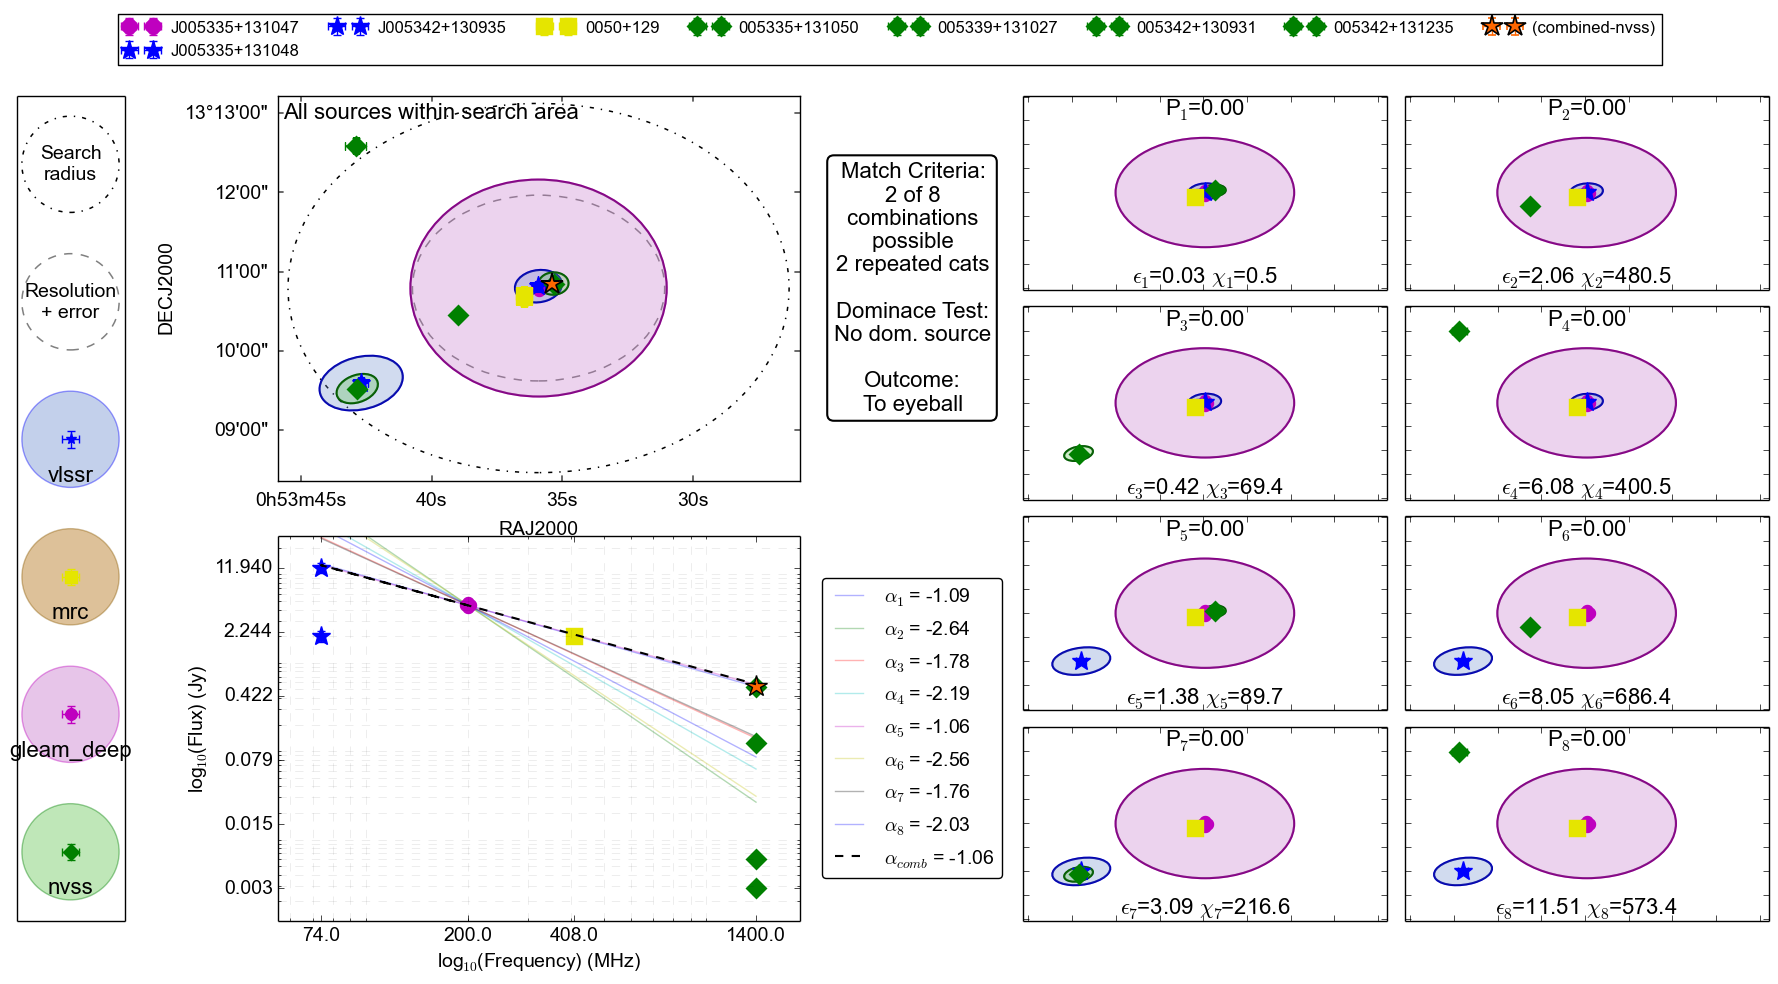 J005335+131047 J005342+130935 0050+129 005335+131050 005339+131027 005342+130931 005342+131235 (combined-nvss)
J005335+131048
Search
radius
Resolution
+ error
vlssr
mrc
gleam_deep
nvss
All sources within search area
DECJ2000
13°13'00"
12'00"
11'00"
10'00"
09'00"
0h53m45s 40s 35s 30s
RAJ2000
Match Criteria:
2 of 8
combinations
possible
2 repeated cats
Dominace Test:
No dom. source
Outcome:
To eyeball
log10(Flux) (Jy)
11.940
2.244
0.422
0.079
0.015
0.003
74.0 200.0 408.0 1400.0
log10(Frequency) (MHz)
α1 = -1.09
α2 = -2.64
α3 = -1.78
α4 = -2.19
α5 = -1.06
α6 = -2.56
α7 = -1.76
α8 = -2.03
αcomb = -1.06
P1=0.00
ϵ1=0.03 χ1=0.5
P2=0.00
ϵ2=2.06 χ2=480.5
P3=0.00
ϵ3=0.42 χ3=69.4
P4=0.00
ϵ4=6.08 χ4=400.5
P5=0.00
ϵ5=1.38 χ5=89.7
P6=0.00
ϵ6=8.05 χ6=686.4
P7=0.00
ϵ7=3.09 χ7=216.6
P8=0.00
ϵ8=11.51 χ8=573.4